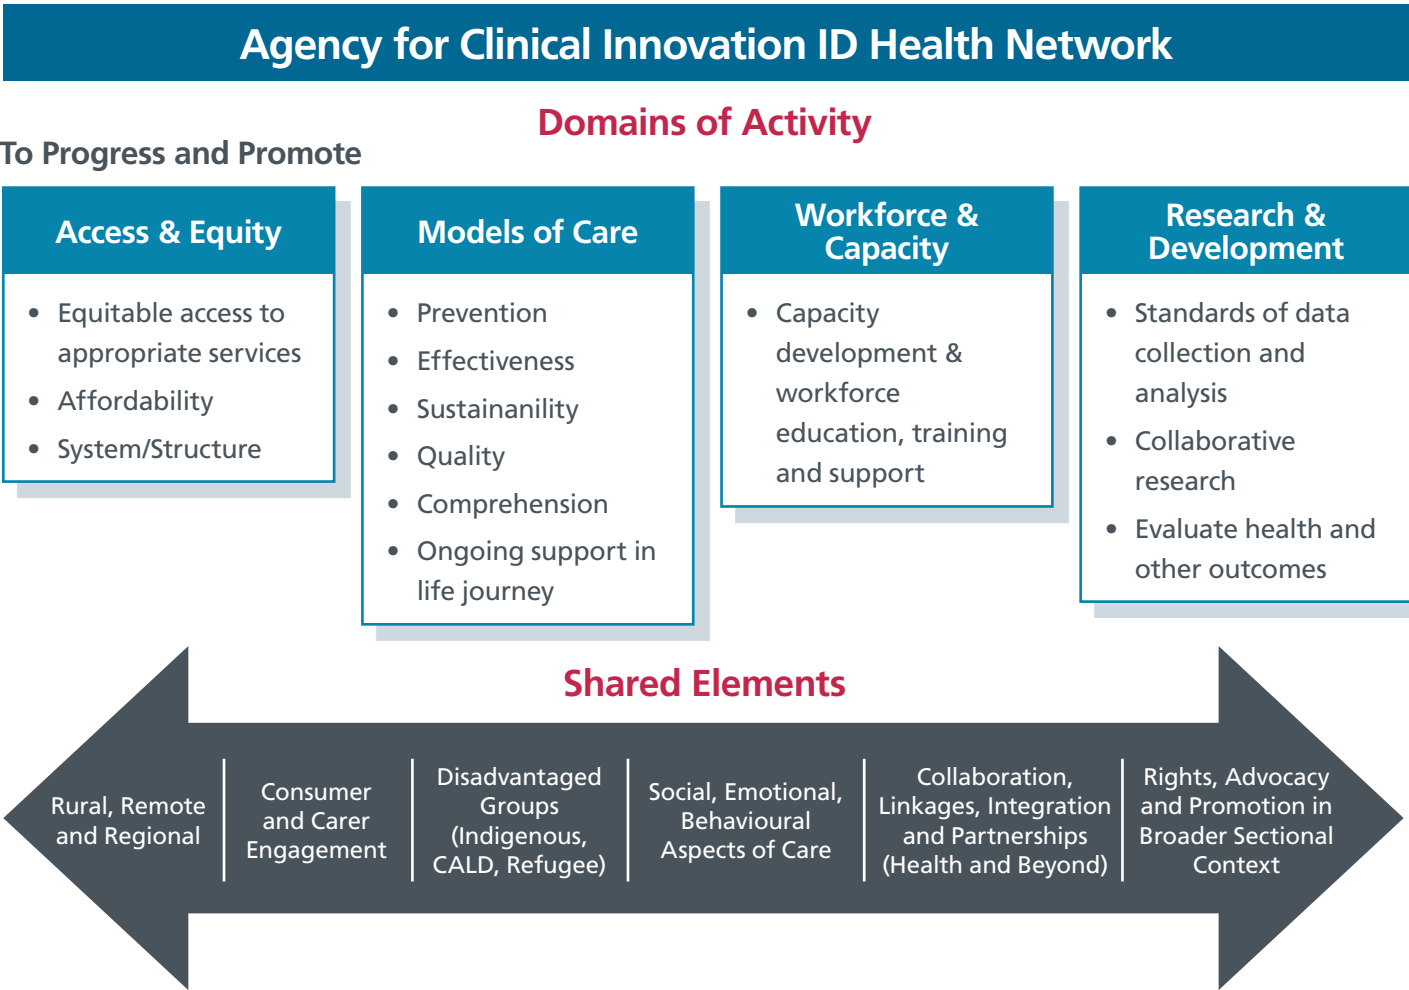 Agency for Clinical Innovation ID Health Network
Domains of Activity
To Progress and Promote
Access & Equity
• Equitable access to
appropriate services
• Affordability
• System/Structure
Models of Care
• Prevention
• Effectiveness
• Sustainanility
• Quality
• Comprehension
• Ongoing support in
life journey
Workforce &
Capacity
• Capacity
development &
workforce
education, training
and support
Research &
Development
• Standards of data
collection and
analysis
• Collaborative
research
• Evaluate health and
other outcomes
Shared Elements
Rural, Remote
and Regional
Consumer
and Carer
Engagement
Disadvantaged
Groups
(Indigenous,
CALD, Refugee)
Social, Emotional,
Behavioural
Aspects of Care
Collaboration,
Linkages, Integration
and Partnerships
(Health and Beyond)
Rights, Advocacy
and Promotion in
Broader Sectional
Context